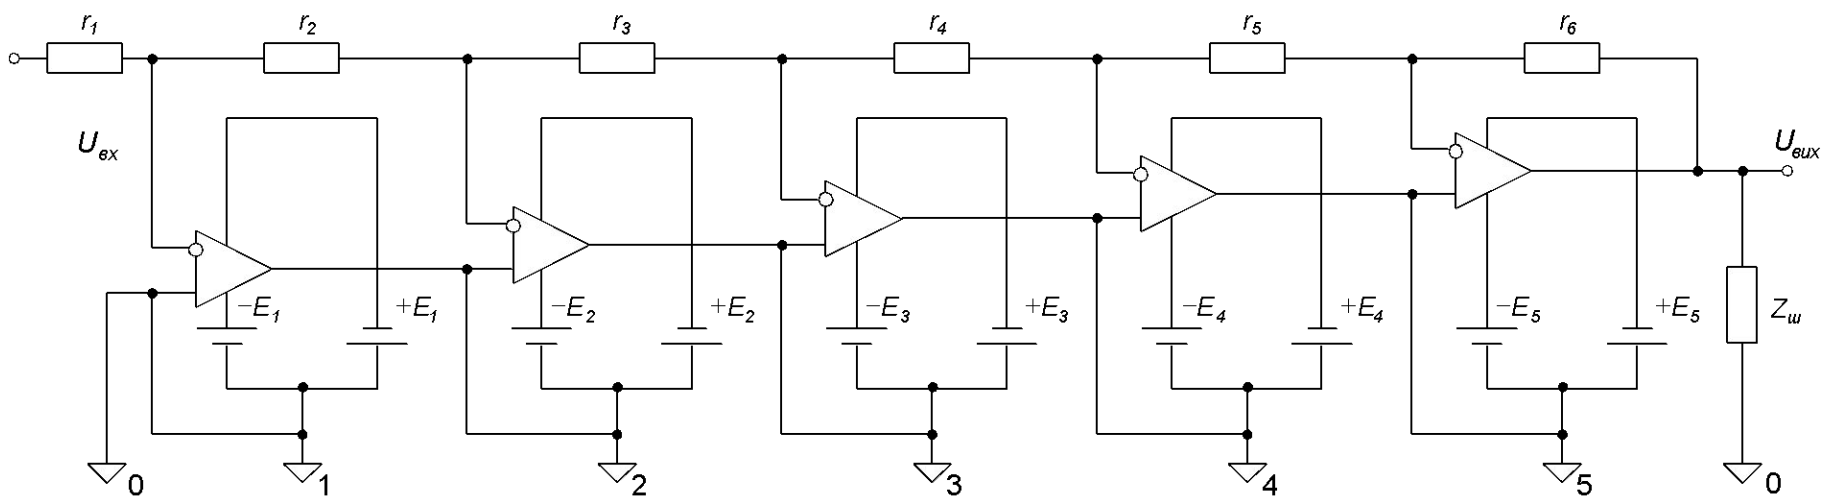 r₁ r₂ r₃ r₄ r₅ r₆
Uвх
Uвих
−E₁ +E₁ −E₂ +E₂ −E₃ +E₃ −E₄ +E₄ −E₅ +E₅ Zш
0 1 2 3 4 5 0